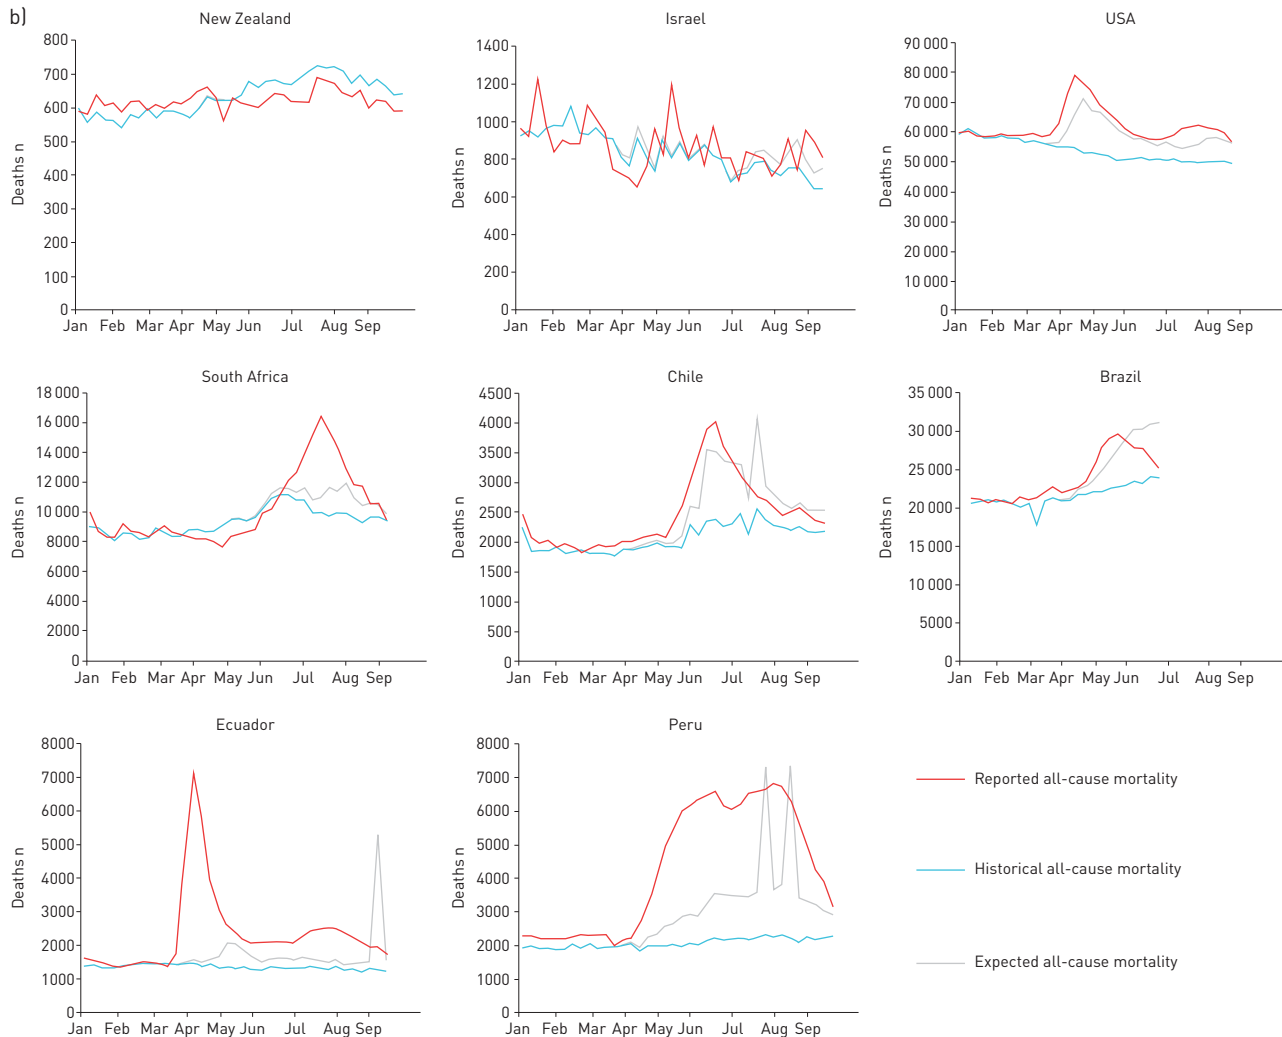 b)
New Zealand
Deaths n
800
700
600
500
400
300
200
100
0
Jan Feb Mar Apr May Jun Jul Aug Sep
Israel
Deaths n
1400
1200
1000
800
600
400
200
0
Jan Feb Mar Apr May Jun Jul Aug Sep
USA
Deaths n
90 000
80 000
70 000
60 000
50 000
40 000
30 000
20 000
10 000
0
Jan Feb Mar Apr May Jun Jul Aug Sep
South Africa
Deaths n
18 000
16 000
14 000
12 000
10 000
8000
6000
4000
2000
0
Jan Feb Mar Apr May Jun Jul Aug Sep
Chile
Deaths n
4500
4000
3500
3000
2500
2000
1500
1000
500
0
Jan Feb Mar Apr May Jun Jul Aug Sep
Brazil
Deaths n
35 000
30 000
25 000
20 000
15 000
10 000
5000
0
Jan Feb Mar Apr May Jun Jul Aug Sep
Ecuador
Deaths n
8000
7000
6000
5000
4000
3000
2000
1000
0
Jan Feb Mar Apr May Jun Jul Aug Sep
Peru
Deaths n
8000
7000
6000
5000
4000
3000
2000
1000
0
Jan Feb Mar Apr May Jun Jul Aug Sep
Reported all-cause mortality
Historical all-cause mortality
Expected all-cause mortality